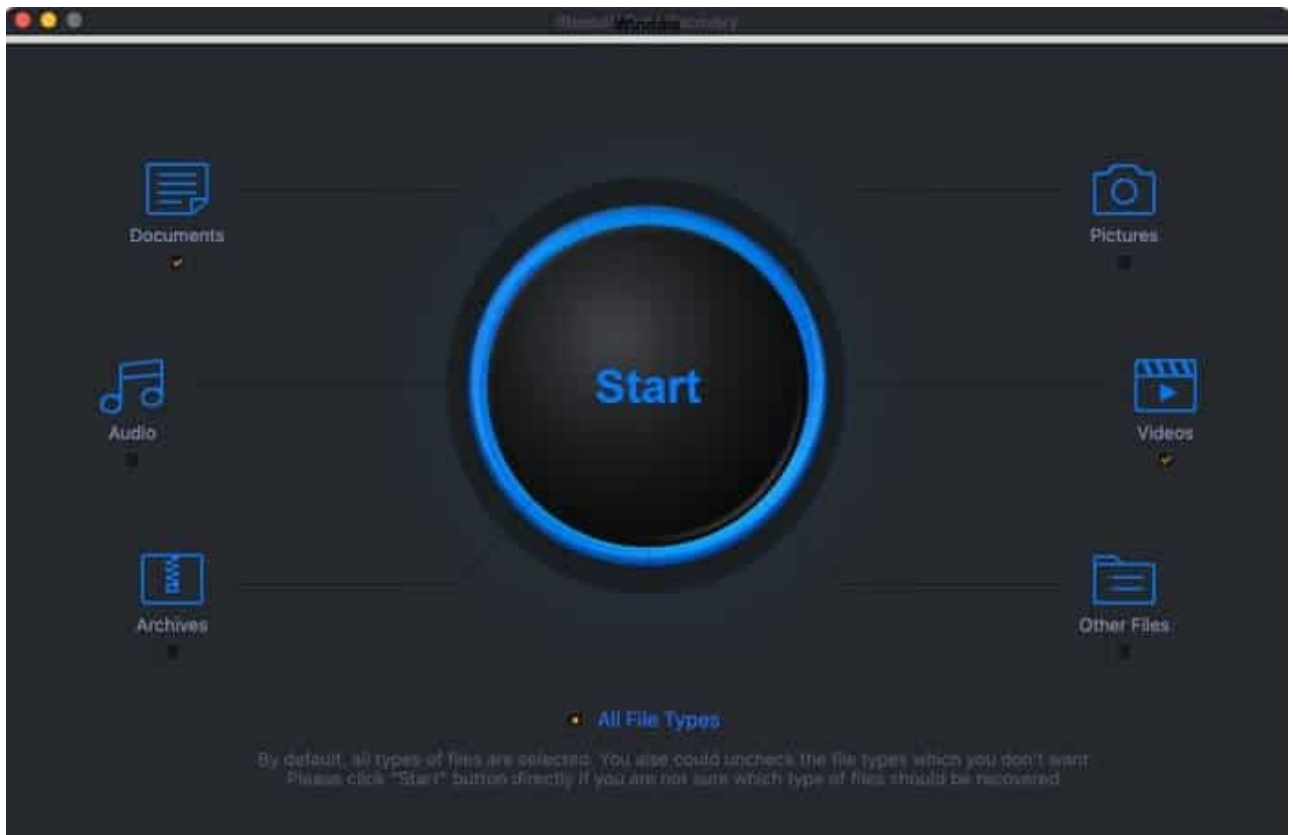 Documents
Pictures
Start
Audio
Videos
Archives
Other Files
All File Types
By default, all types of files are selected. You also could uncheck the file types which you don't want
Please click "Start" button directly if you are not sure which type of files should be recovered